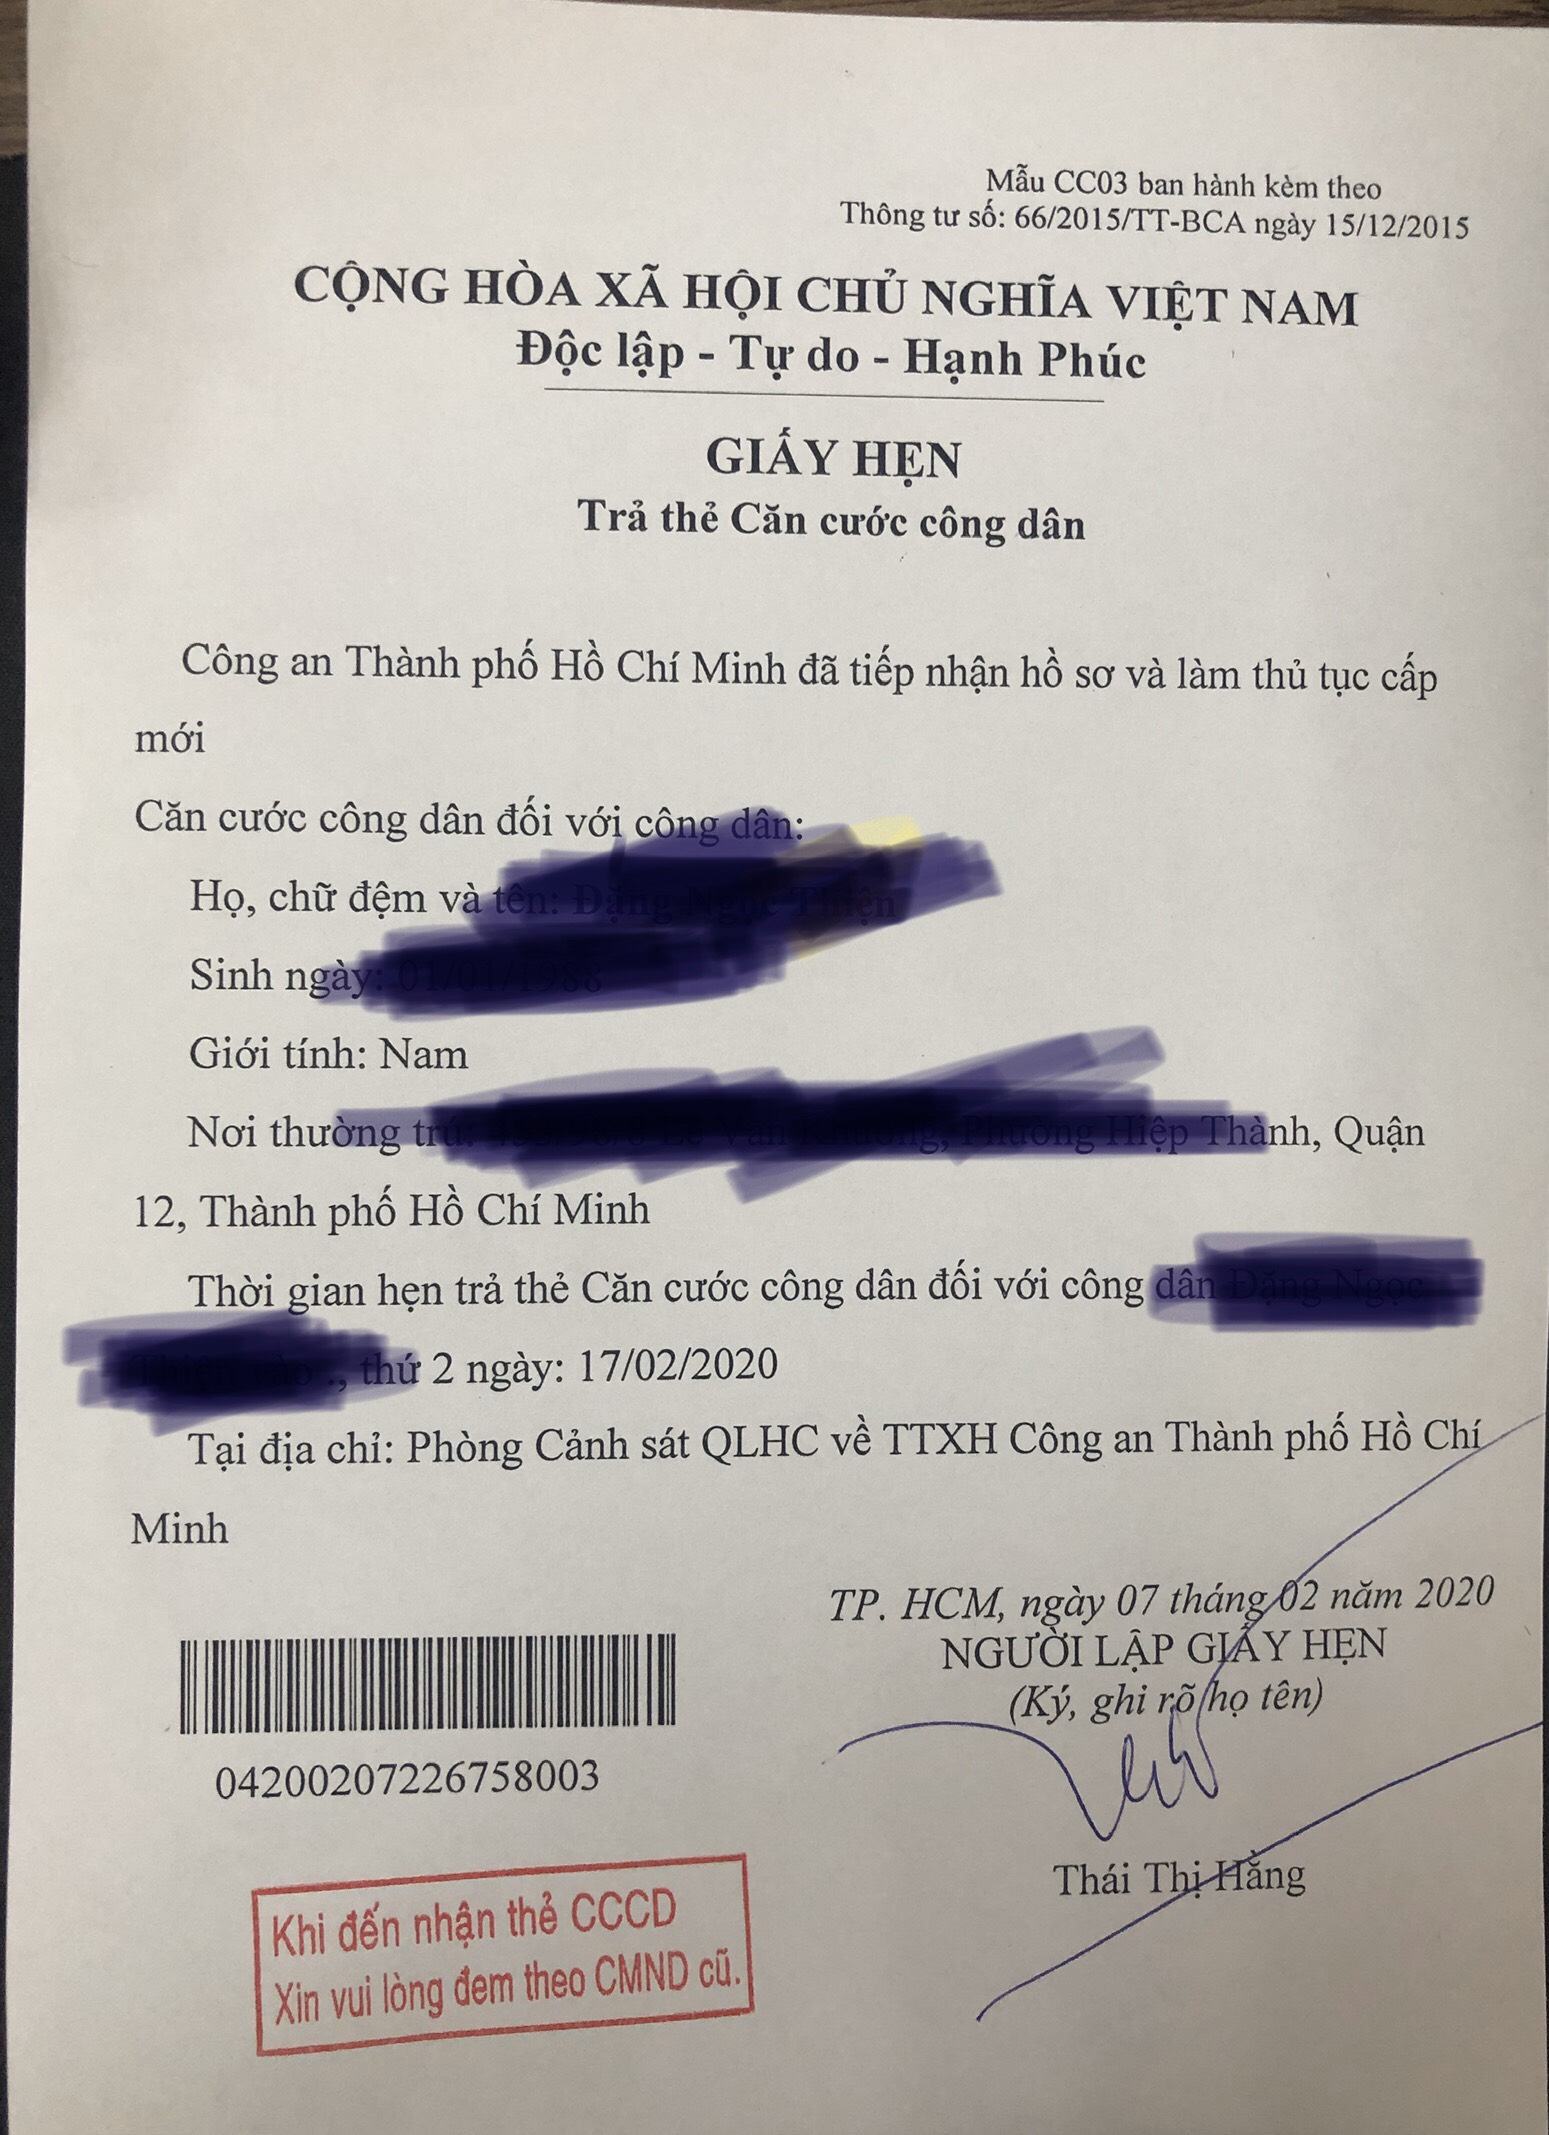 Mẫu CC03 ban hành kèm theo
Thông tư số: 66/2015/TT-BCA ngày 15/12/2015
CỘNG HÒA XÃ HỘI CHỦ NGHĨA VIỆT NAM
Độc lập - Tự do - Hạnh Phúc
GIẤY HẸN
Trả thẻ Căn cước công dân
Công an Thành phố Hồ Chí Minh đã tiếp nhận hồ sơ và làm thủ tục cấp
mới
Căn cước công dân đối với công dân:
Họ, chữ đệm và tên:
Sinh ngày:
Giới tính: Nam
Nơi thường trú: Thành, Quận
12, Thành phố Hồ Chí Minh
Thời gian hẹn trả thẻ Căn cước công dân đối với công dân
thứ 2 ngày: 17/02/2020
Tại địa chỉ: Phòng Cảnh sát QLHC về TTXH Công an Thành phố Hồ Chí
Minh
TP. HCM, ngày 07 tháng 02 năm 2020
NGƯỜI LẬP GIẤY HẸN
(Ký, ghi rõ họ tên)
04200207226758003
Thái Thị Hằng
Khi đến nhận thẻ CCCD
Xin vui lòng đem theo CMND cũ.